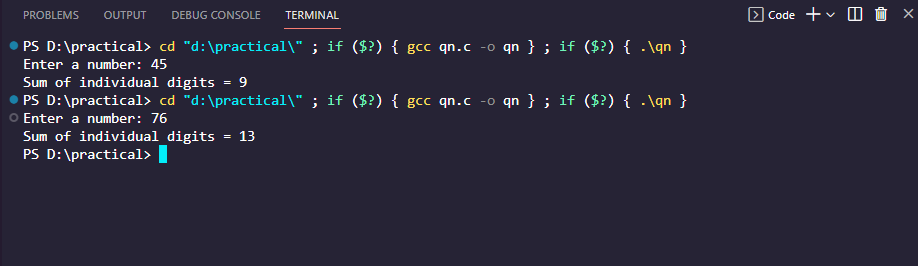 PROBLEMS OUTPUT DEBUG CONSOLE TERMINAL Code
PS D:\practical> cd "d:\practical\" ; if ($?) { gcc qn.c -o qn } ; if ($?) { .\qn }
Enter a number: 45
Sum of individual digits = 9
PS D:\practical> cd "d:\practical\" ; if ($?) { gcc qn.c -o qn } ; if ($?) { .\qn }
Enter a number: 76
Sum of individual digits = 13
PS D:\practical>